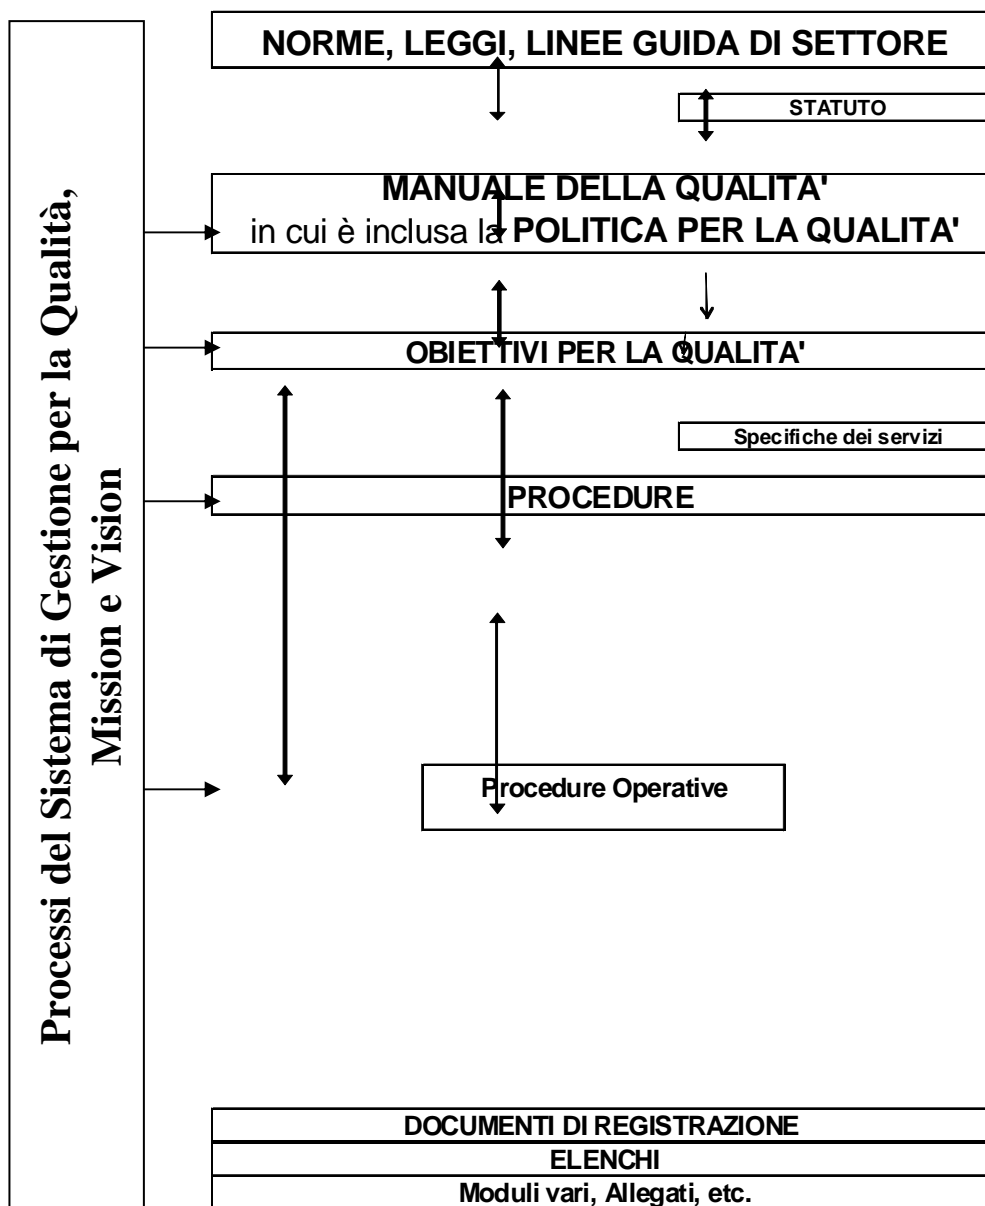 Processi del Sistema di Gestione per la Qualità,
Mission e Vision
NORME, LEGGI, LINEE GUIDA DI SETTORE
STATUTO
MANUALE DELLA QUALITA'
in cui è inclusa la POLITICA PER LA QUALITA'
OBIETTIVI PER LA QUALITA'
Specifiche dei servizi
PROCEDURE
Procedure Operative
DOCUMENTI DI REGISTRAZIONE
ELENCHI
Moduli vari, Allegati, etc.